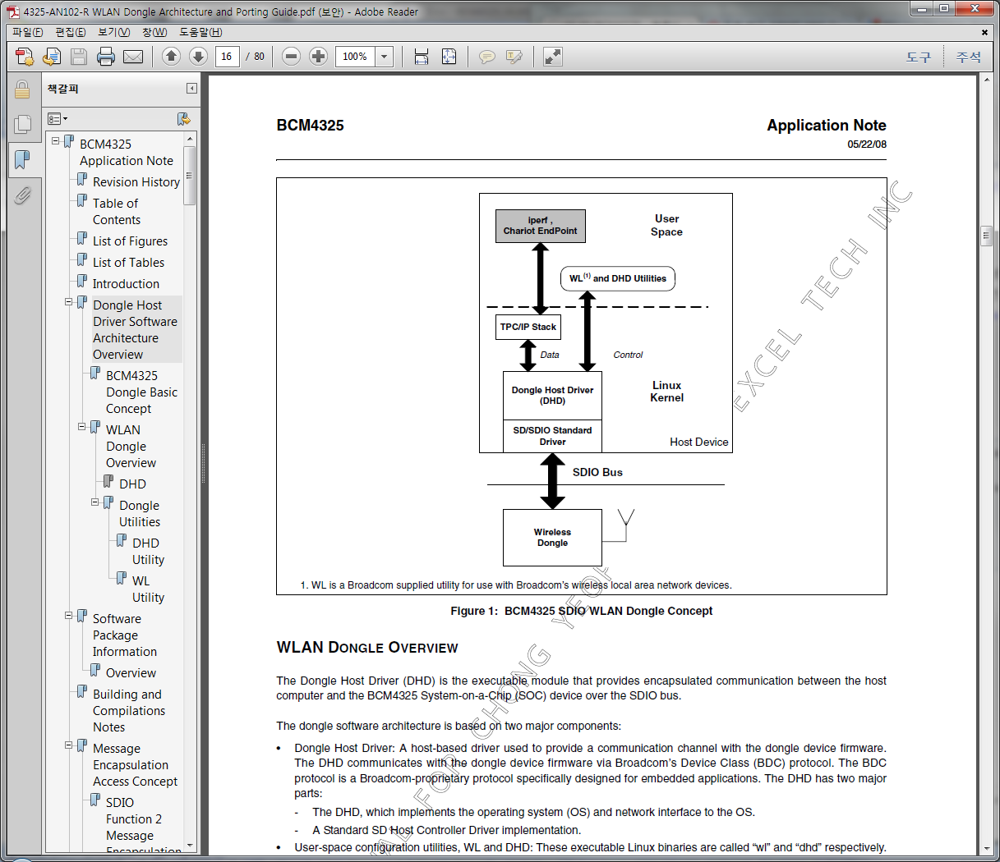 4325-AN102-R WLAN Dongle Architecture and Porting Guide.pdf (보안) - Adobe Reader
파일(F) 편집(E) 보기(V) 창(W) 도움말(H)
16 / 80 100% 도구 주석
책갈피
BCM4325
Application Note
Revision History
Table of
Contents
List of Figures
List of Tables
Introduction
Dongle Host
Driver Software
Architecture
Overview
BCM4325
Dongle Basic
Concept
WLAN
Dongle
Overview
DHD
Dongle
Utilities
DHD
Utility
WL
Utility
Software
Package
Information
Overview
Building and
Compilations
Notes
Message
Encapsulation
Access Concept
SDIO
Function 2
Message
Encapsulation
BCM4325 Application Note
05/22/08
iperf ,
Chariot EndPoint
User
Space
WL(1) and DHD Utilities
TPC/IP Stack
Data
Control
Dongle Host Driver
(DHD)
Linux
Kernel
SD/SDIO Standard
Driver
Host Device
SDIO Bus
Wireless
Dongle
1. WL is a Broadcom supplied utility for use with Broadcom's wireless local area network devices.
Figure 1: BCM4325 SDIO WLAN Dongle Concept
WLAN DONGLE OVERVIEW
The Dongle Host Driver (DHD) is the executable module that provides encapsulated communication between the host
computer and the BCM4325 System-on-a-Chip (SOC) device over the SDIO bus.
The dongle software architecture is based on two major components:
• Dongle Host Driver: A host-based driver used to provide a communication channel with the dongle device firmware.
The DHD communicates with the dongle device firmware via Broadcom's Device Class (BDC) protocol. The BDC
protocol is a Broadcom-proprietary protocol specifically designed for embedded applications. The DHD has two major
parts:
- The DHD, which implements the operating system (OS) and network interface to the OS.
- A Standard SD Host Controller Driver implementation.
• User-space configuration utilities, WL and DHD: These executable Linux binaries are called “wl” and “dhd” respectively.
FOR CHONG YEOP
EXCEL TECH INC